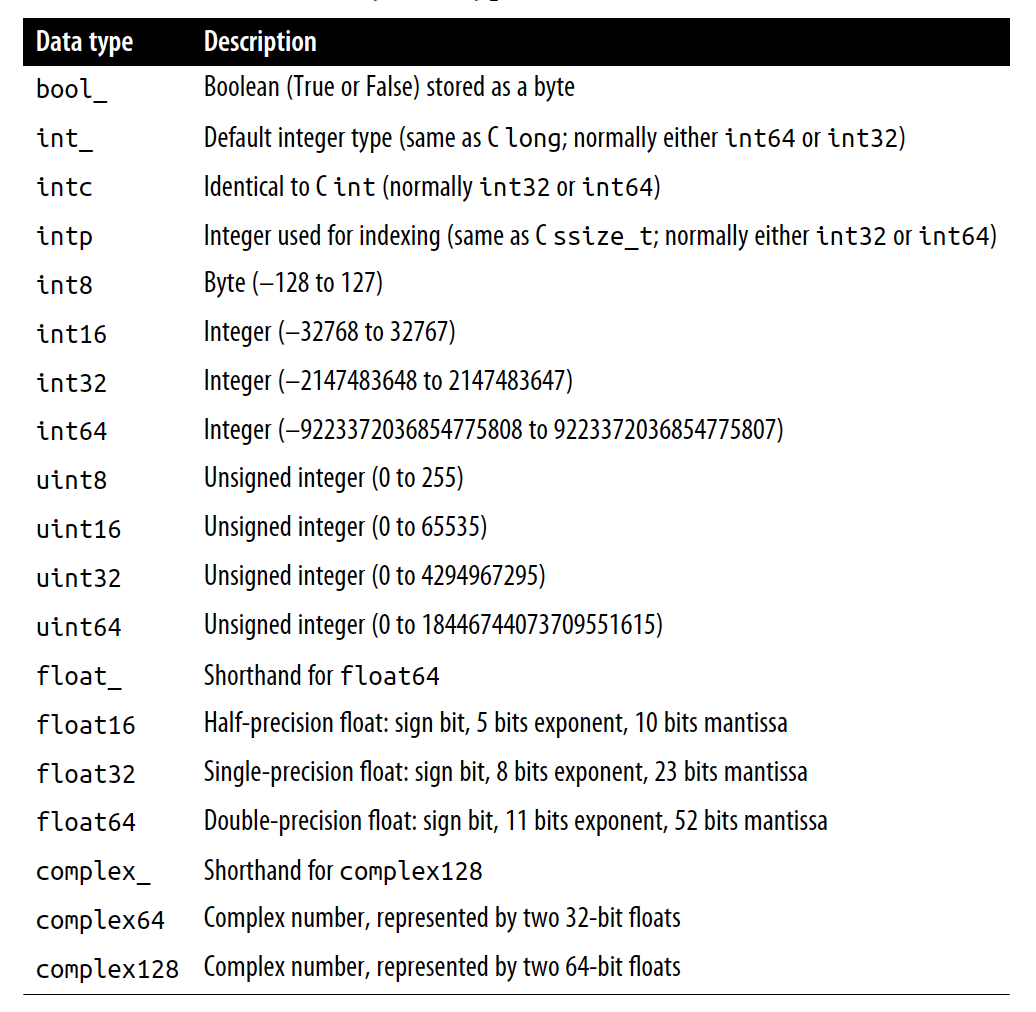 Data type Description
bool_ Boolean (True or False) stored as a byte
int_ Default integer type (same as C long; normally either int64 or int32)
intc Identical to C int (normally int32 or int64)
intp Integer used for indexing (same as C ssize_t; normally either int32 or int64)
int8 Byte (–128 to 127)
int16 Integer (–32768 to 32767)
int32 Integer (–2147483648 to 2147483647)
int64 Integer (–9223372036854775808 to 9223372036854775807)
uint8 Unsigned integer (0 to 255)
uint16 Unsigned integer (0 to 65535)
uint32 Unsigned integer (0 to 4294967295)
uint64 Unsigned integer (0 to 18446744073709551615)
float_ Shorthand for float64
float16 Half-precision float: sign bit, 5 bits exponent, 10 bits mantissa
float32 Single-precision float: sign bit, 8 bits exponent, 23 bits mantissa
float64 Double-precision float: sign bit, 11 bits exponent, 52 bits mantissa
complex_ Shorthand for complex128
complex64 Complex number, represented by two 32-bit floats
complex128 Complex number, represented by two 64-bit floats